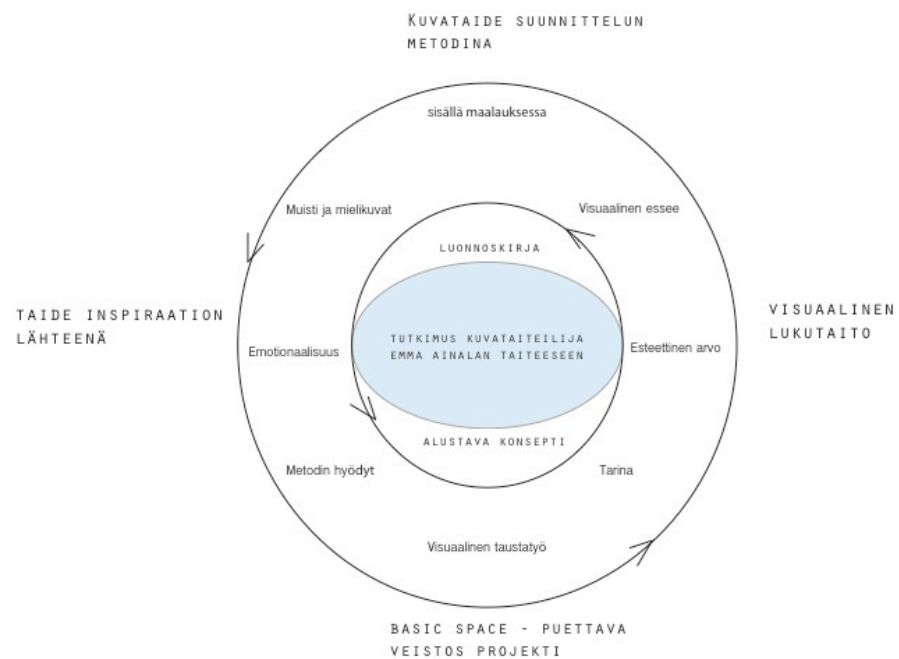 KUVATAIDE SUUNNITTELUN
METODINA
sisällä maalauksessa
Muisti ja mielikuvat
Visuaalinen essee
LUONNOSKIRJA
TAIDE INSPIRAATION
LÄHTEENÄ
VISUAALINEN
LUKUTAITO
TUTKIMUS KUVATAITEILIJA
EMMA AINALAN TAITEESEEN
Emotionaalisuus
Esteettinen arvo
ALUSTAVA KONSEPTI
Metodin hyödyt
Tarina
Visuaalinen taustatyö
BASIC SPACE - PUETTAVA
VEISTOS PROJEKTI